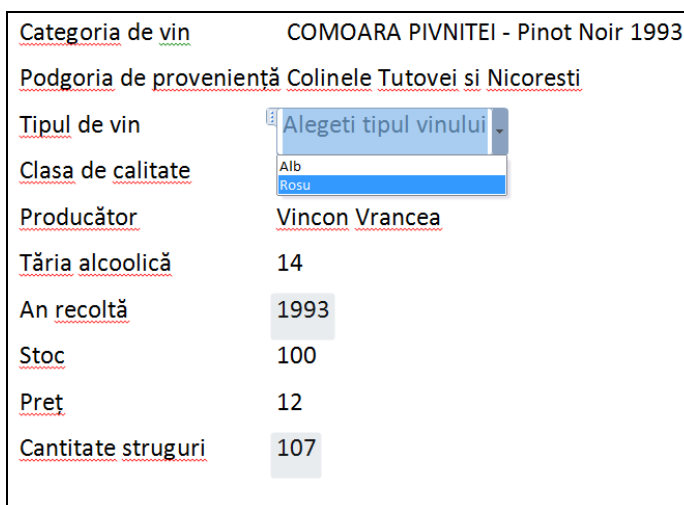 Categoria de vin COMOARA PIVNITEI - Pinot Noir 1993
Podgoria de proveniență Colinele Tutovei si Nicoresti
Tipul de vin Alegeti tipul vinului
Alb
Clasa de calitate
Rosu
Producător Vincon Vrancea
Tăria alcoolică 14
An recoltă 1993
Stoc 100
Preț 12
Cantitate struguri 107